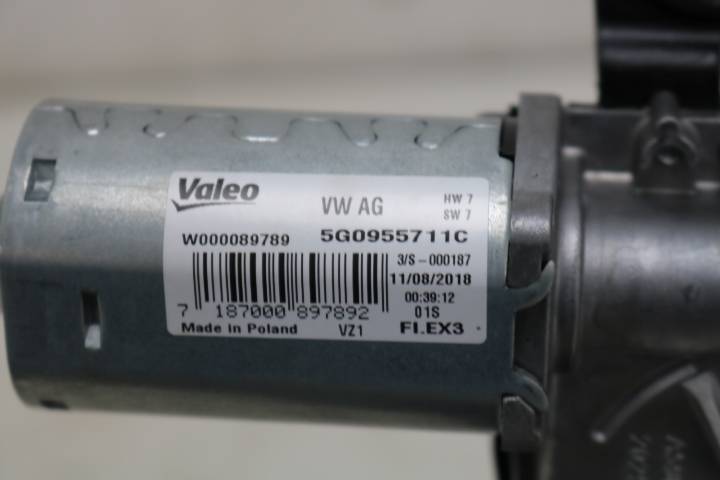 Valeo
VW AG
HW 7
SW 7
W000089789
5G0955711C
3/S-000187
11/08/2018
00:39:12
7 187000 897892
01S
Made in Poland
VZ1
FI.EX3